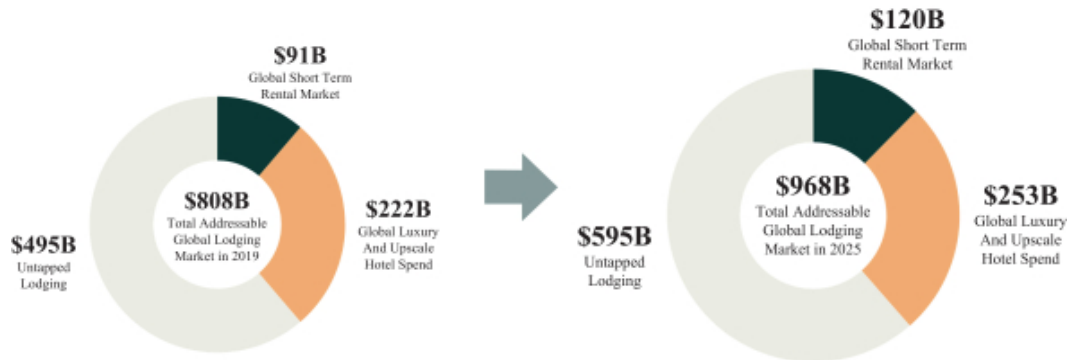 $91B
Global Short Term
Rental Market
$808B
Total Addressable
Global Lodging
Market in 2019
$222B
Global Luxury
And Upscale
Hotel Spend
$495B
Untapped
Lodging
$120B
Global Short Term
Rental Market
$968B
Total Addressable
Global Lodging
Market in 2025
$253B
Global Luxury
And Upscale
Hotel Spend
$595B
Untapped
Lodging